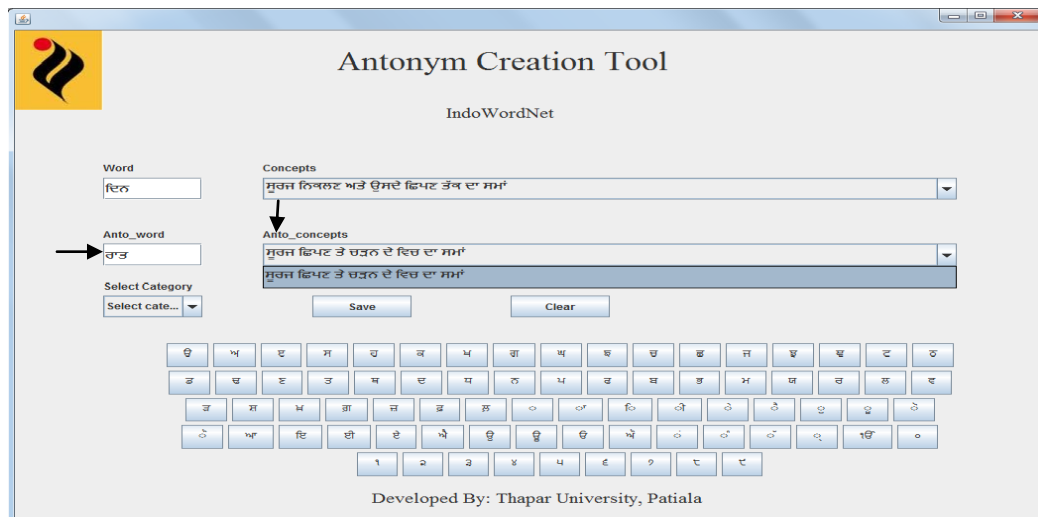 Antonym Creation Tool
IndoWordNet
Word Concepts
ਦਿਨ ਸੂਰਜ ਨਿਕਲਣ ਅਤੇ ਉਸਦੇ ਛਿਪਣ ਤੱਕ ਦਾ ਸਮਾਂ
Anto_word Anto_concepts
ਰਾਤ ਸੂਰਜ ਛਿਪਣ ਤੇ ਚੜ੍ਹਨ ਦੇ ਵਿਚ ਦਾ ਸਮਾਂ
ਸੂਰਜ ਛਿਪਣ ਤੇ ਚੜ੍ਹਨ ਦੇ ਵਿਚ ਦਾ ਸਮਾਂ
Select Category
Select cate... Save Clear
ੳ ਅ ੲ ਸ ਹ ਕ ਖ ਗ ਘ ਙ ਚ ਛ ਜ ਝ ਞ ਟ ਠ
ਡ ਢ ਣ ਤ ਥ ਦ ਧ ਨ ਪ ਫ ਬ ਭ ਮ ਯ ਰ ਲ ਵ
ੜ ਸ਼ ਖ਼ ਗ਼ ਜ਼ ਫ਼ ਲ਼ ਾ ਿ ੀ ੇ ੈ ੁ ੂ ੋ
ੌ ਆ ਇ ਈ ਏ ਐ ਉ ਊ ਓ ਔ ੰ ੱ ੍ ੴ ੦
੧ ੨ ੩ ੪ ੫ ੬ ੭ ੮ ੯
Developed By: Thapar University, Patiala